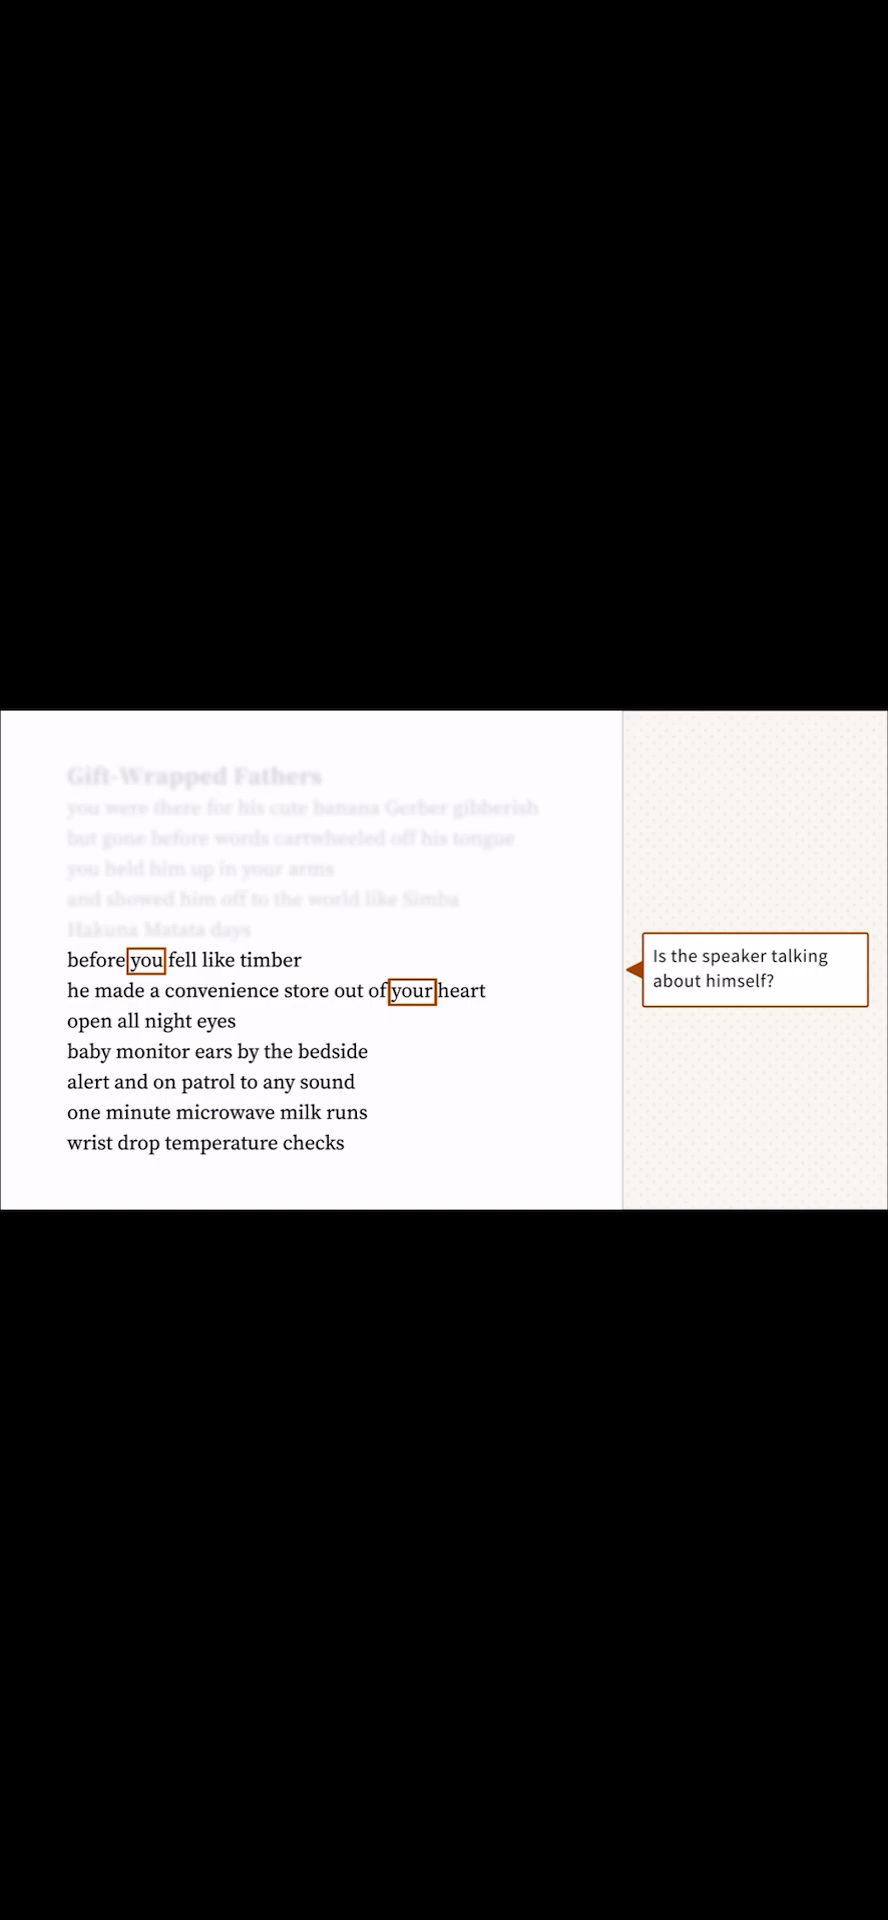 Gift-Wrapped Fathers
you were there for his cute banana Gerber gibberish
but gone before words cartwheeled off his tongue
you held him up in your arms
and showed him off to the world like Simba
Hakuna Matata days
before you fell like timber
he made a convenience store out of your heart
open all night eyes
baby monitor ears by the bedside
alert and on patrol to any sound
one minute microwave milk runs
wrist drop temperature checks
Is the speaker talking
about himself?